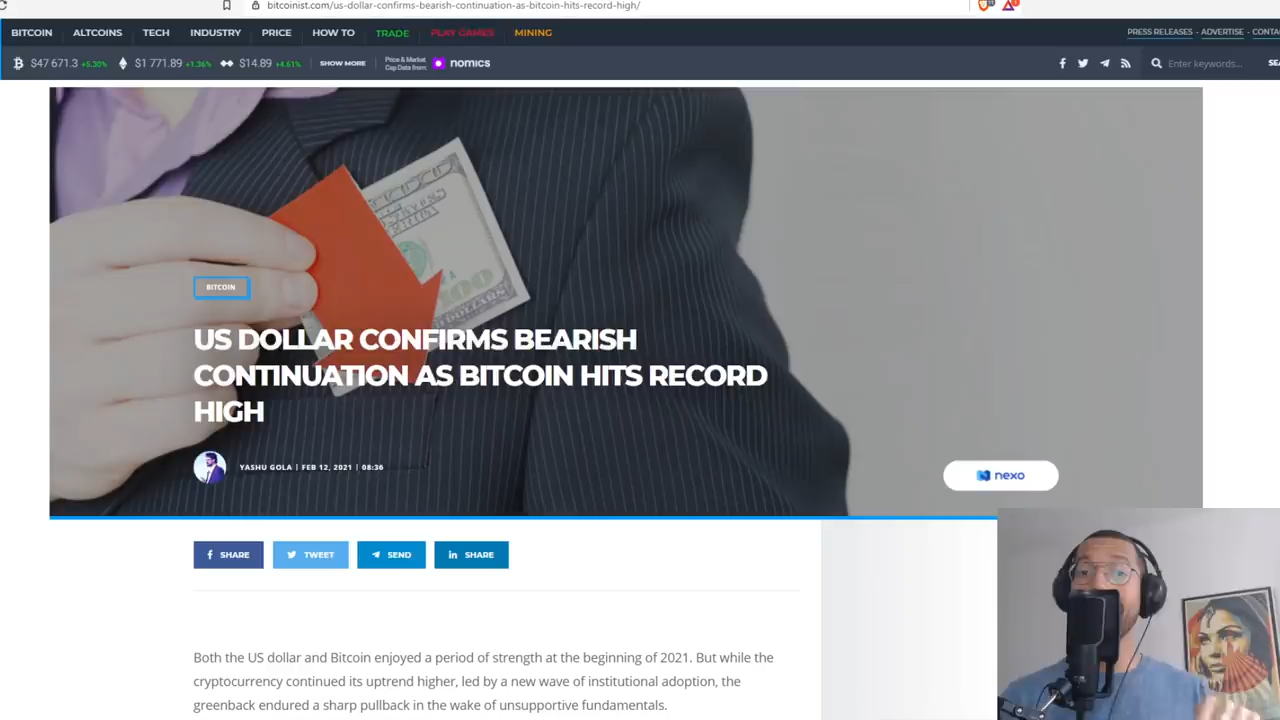 bitcoinist.com/us-dollar-confirms-bearish-continuation-as-bitcoin-hits-record-high/
BITCOIN ALTCOINS TECH INDUSTRY PRICE HOW TO TRADE PLAY GAMES MINING PRESS RELEASES - ADVERTISE - CONTA
$47 671.3 +5.30% $1 771.89 +1.36% $14.89 +4.61% SHOW MORE Price & Market Cap Data from: nomics Enter keywords... SEA
BITCOIN
US DOLLAR CONFIRMS BEARISH
CONTINUATION AS BITCOIN HITS RECORD
HIGH
YASHU GOLA | FEB 12, 2021 | 08:36
nexo
SHARE TWEET SEND SHARE
Both the US dollar and Bitcoin enjoyed a period of strength at the beginning of 2021. But while the
cryptocurrency continued its uptrend higher, led by a new wave of institutional adoption, the
greenback endured a sharp pullback in the wake of unsupportive fundamentals.